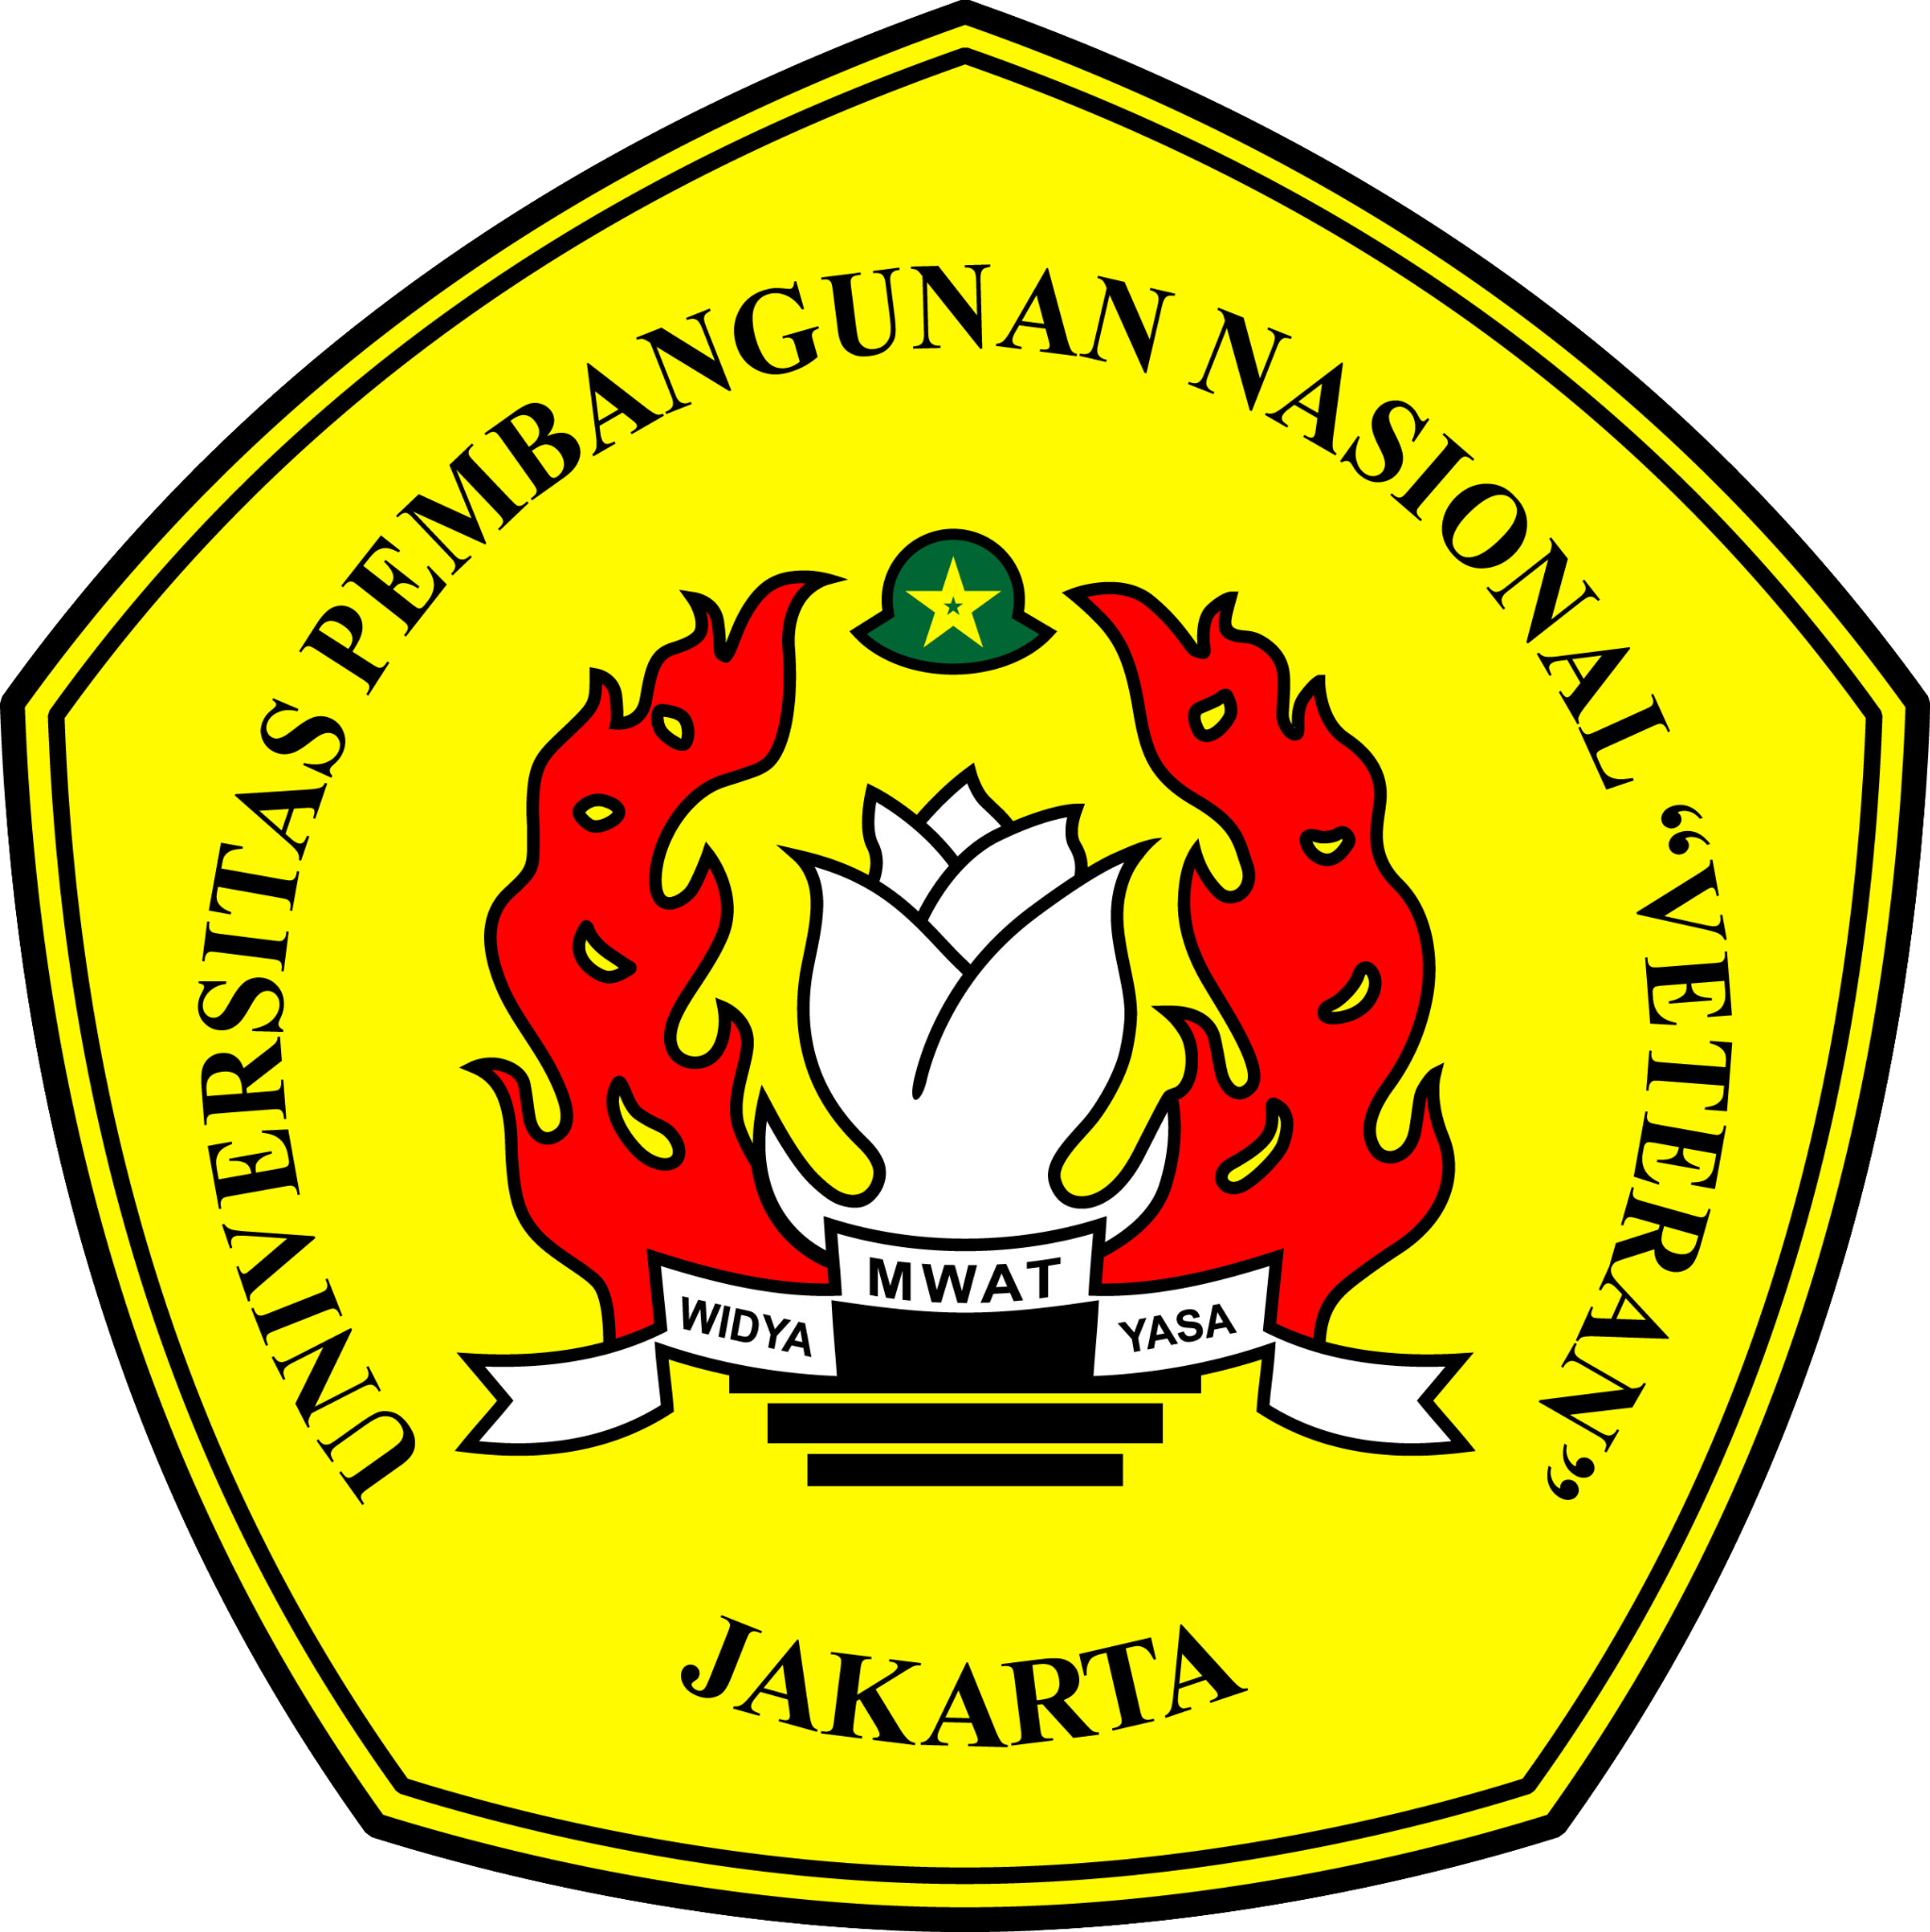 UNIVERSITAS PEMBANGUNAN NASIONAL “VETERAN”
WIDYA MWAT YASA
JAKARTA